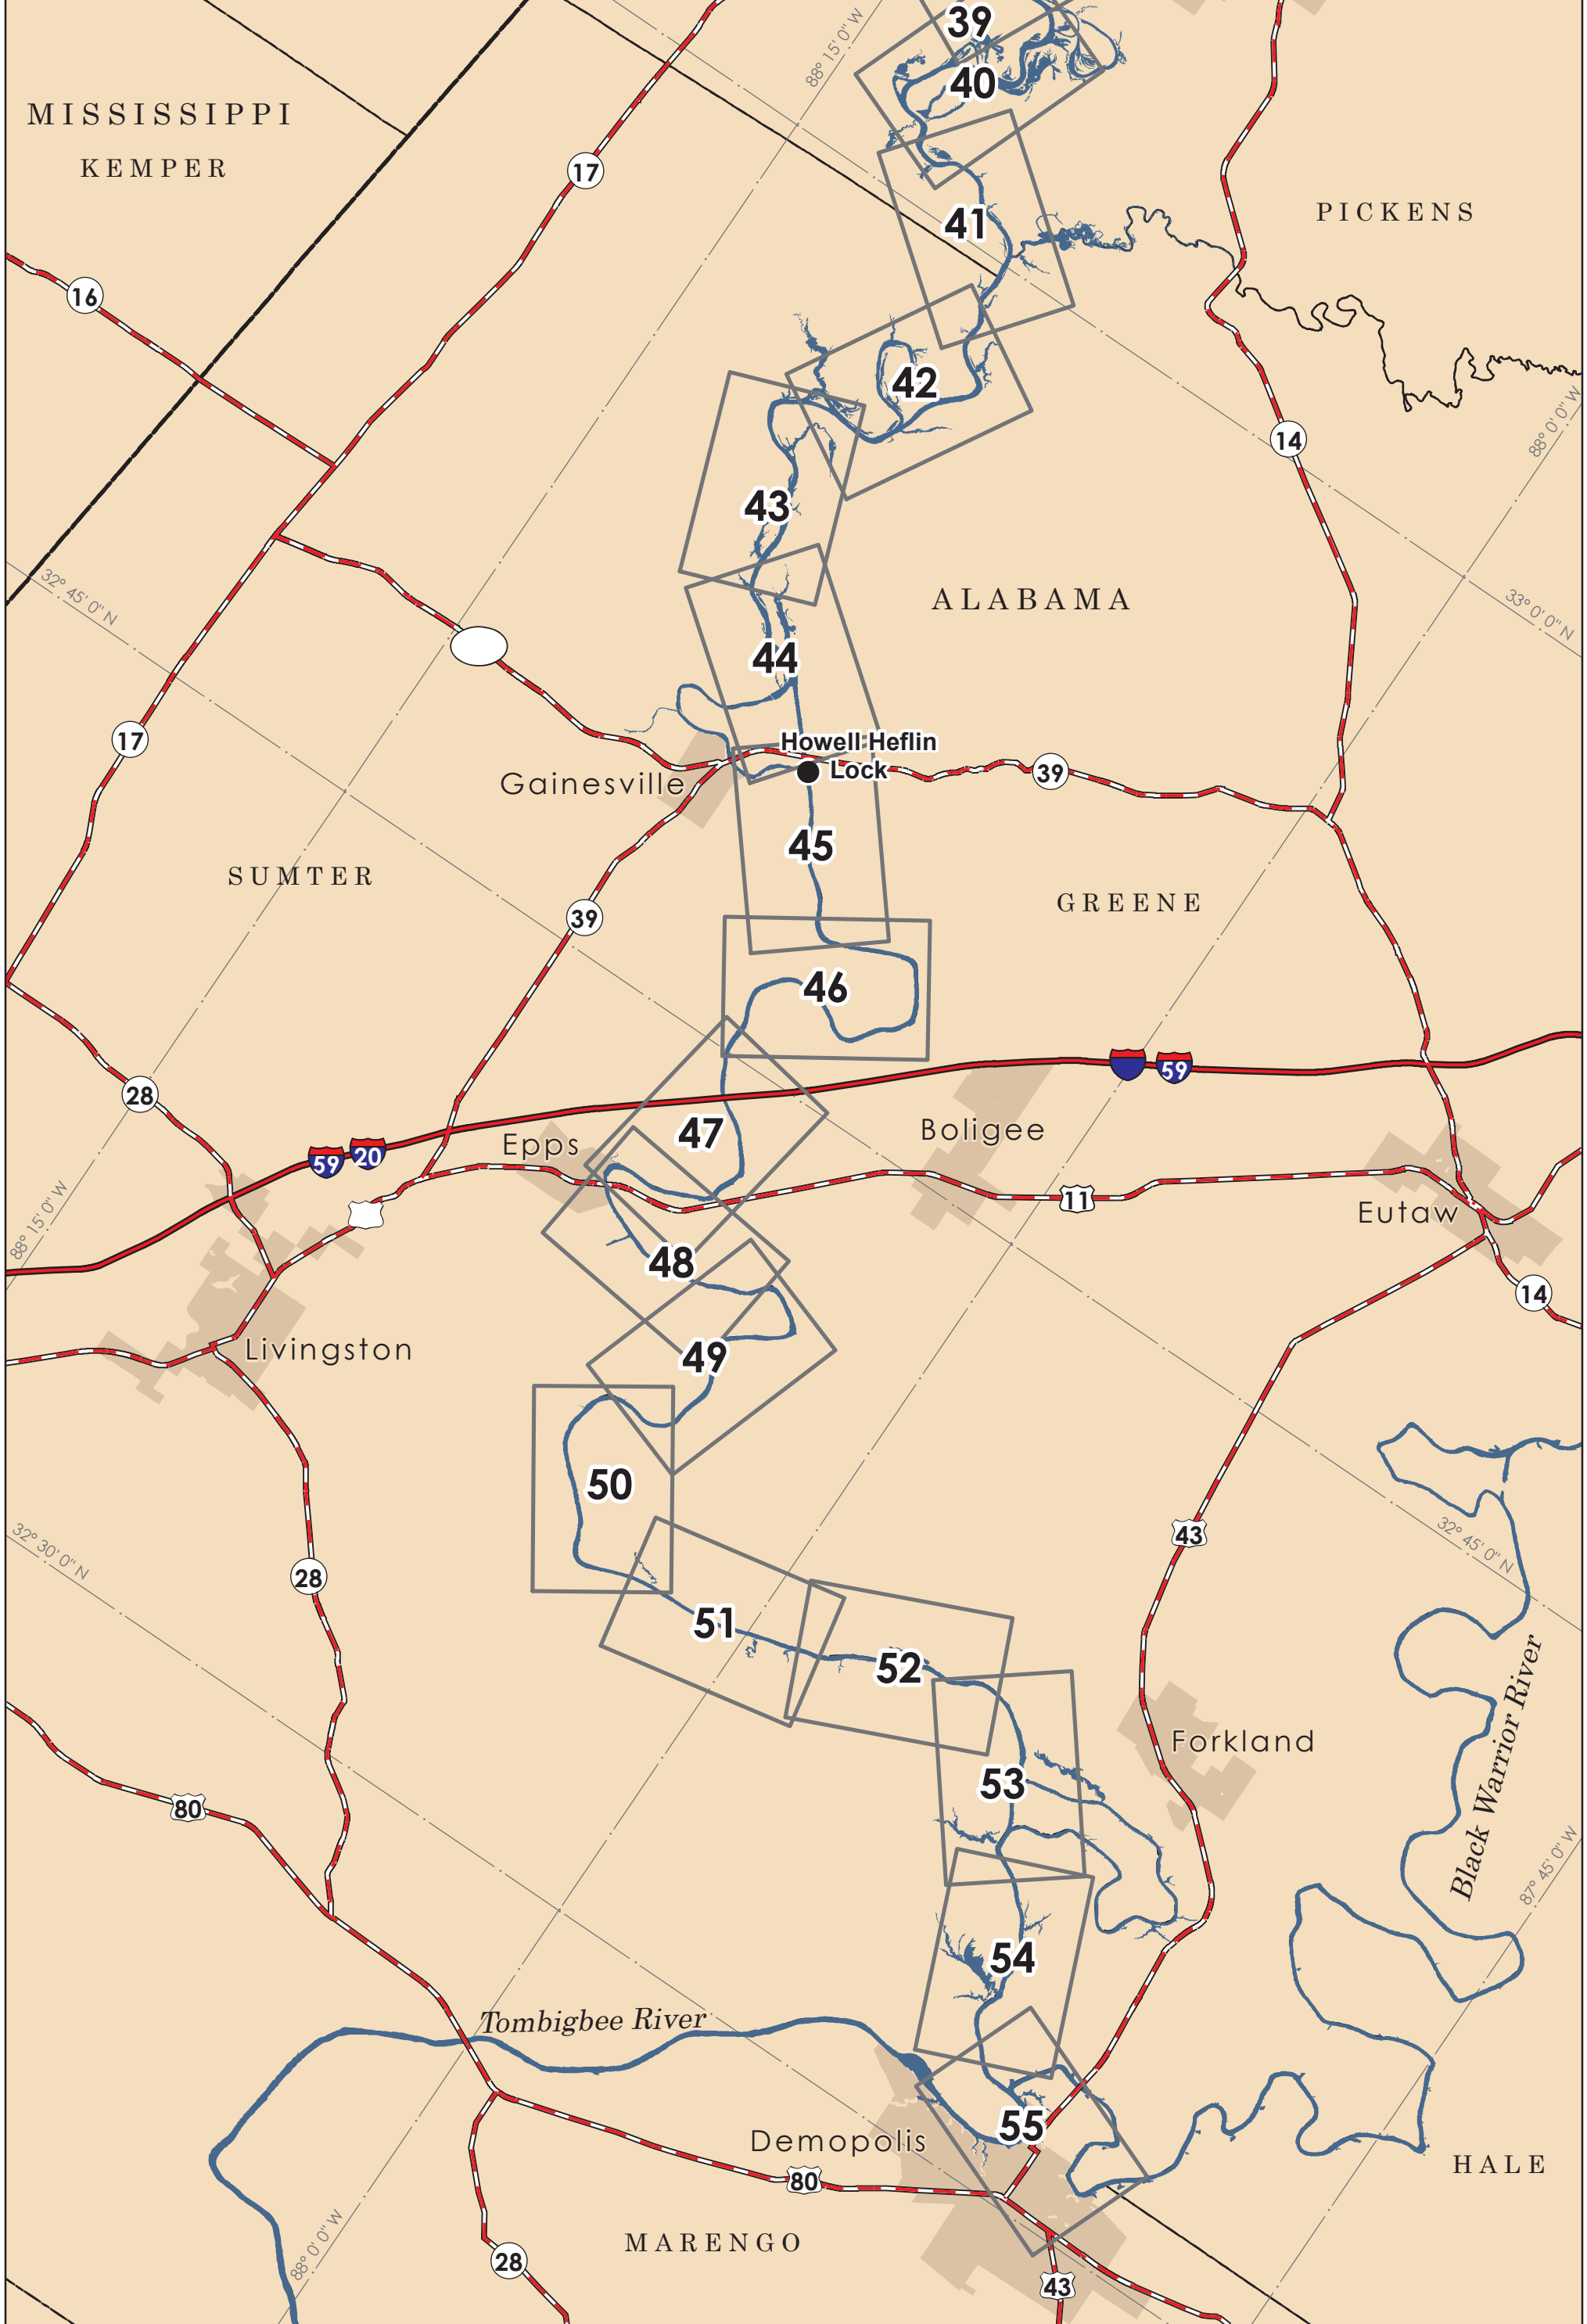 39
88° 15' 0" W
40
MISSISSIPPI
KEMPER
17
PICKENS
41
16
42
14
88° 0' 0" W
43
32° 45' 0" N
ALABAMA
33° 0' 0" N
44
17
Howell Heflin
Lock
39
Gainesville
45
SUMTER
GREENE
39
46
59
28
47
Boligee
Epps
59
20
11
88° 15' 0" W
Eutaw
48
14
Livingston
49
50
43
32° 45' 0" N
32° 30' 0" N
28
51
52
Forkland
53
Black Warrior River
80
87° 45' 0" W
54
Tombigbee River
55
Demopolis
HALE
80
MARENGO
88° 0' 0" W
28
43